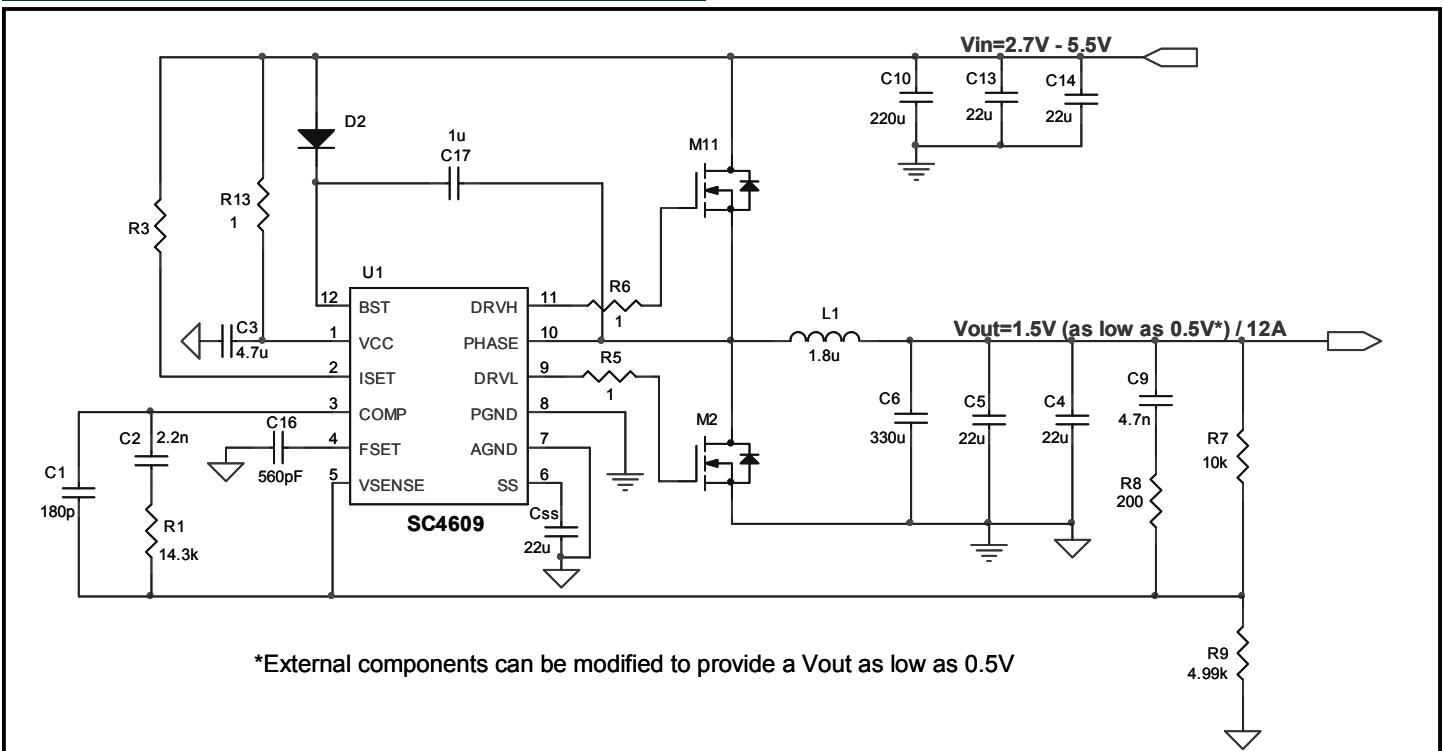 Vin=2.7V - 5.5V
C10
220u
C13
22u
C14
22u
D2
1u
C17
M11
R13
1
R3
U1
R6
1
12
BST
DRVH
11
C3
4.7u
1
VCC
PHASE
10
2
ISET
DRVL
9
R5
1
3
COMP
PGND
8
4
FSET
AGND
7
5
VSENSE
SS
6
SC4609
L1
1.8u
Vout=1.5V (as low as 0.5V*) / 12A
M2
C6
330u
C5
22u
C4
22u
C9
4.7n
R7
10k
R8
200
C2
2.2n
C16
560pF
C1
180p
R1
14.3k
Css
22u
R9
4.99k
*External components can be modified to provide a Vout as low as 0.5V